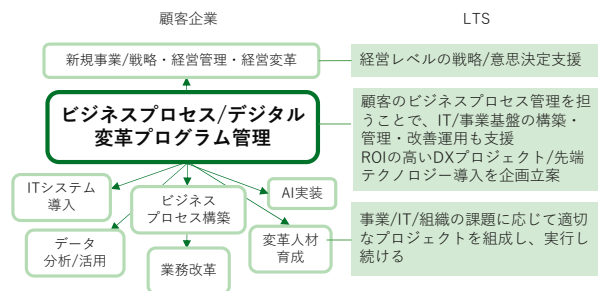 顧客企業
LTS
新規事業/戦略・経営管理・経営変革
経営レベルの戦略/意思決定支援
ビジネスプロセス/デジタル
変革プログラム管理
顧客のビジネスプロセス管理を担
うことで、IT/事業基盤の構築・
管理・改善運用も支援
ROIの高いDXプロジェクト/先端
テクノロジー導入を企画立案
ITシステム
導入
ビジネス
プロセス構築
AI実装
データ
分析/活用
業務改革
変革人材
育成
事業/IT/組織の課題に応じて適切
なプロジェクトを組成し、実行し
続ける